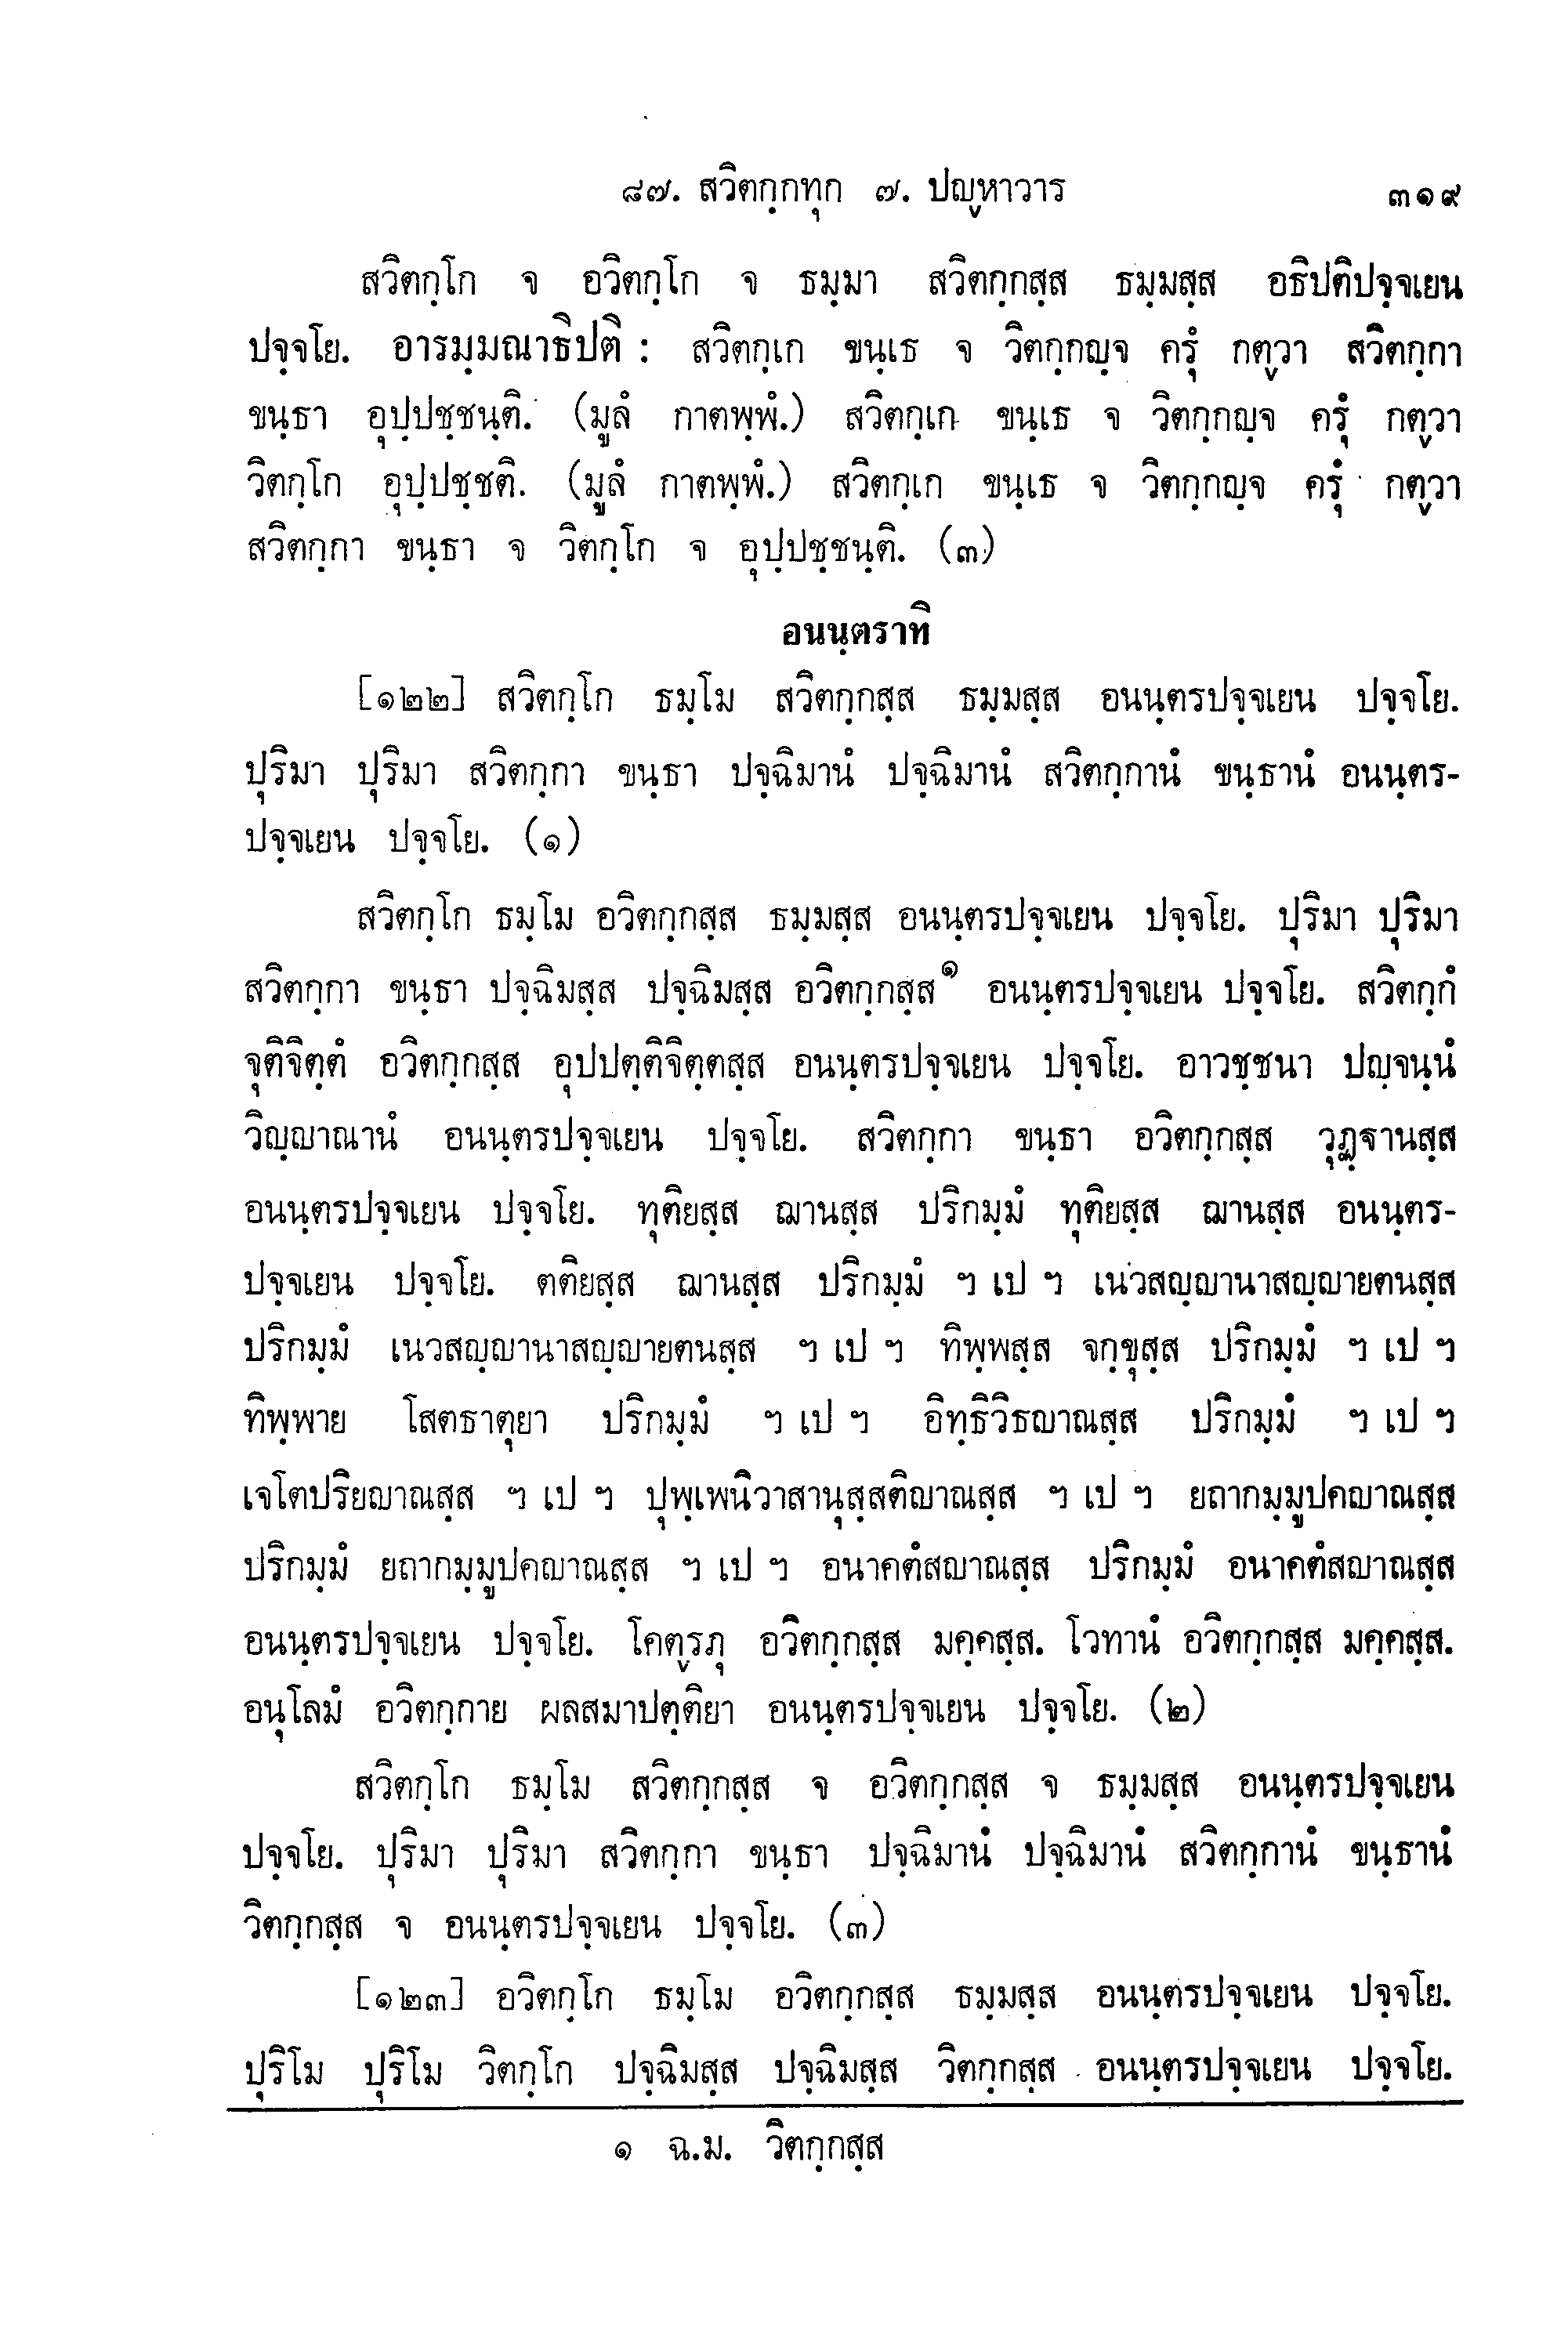 ๘๗. สวิตกฺกทุก ๗. ปญฺหาวาร ๓๑๙
สวิตกฺโก จ อวิตกฺโก จ ธมฺมา สวิตกฺกสฺส ธมฺมสฺส อธิปติปจฺจเยน
ปจฺจโย. อารมฺมณาธิปติ : สวิตกฺเก ขนฺเธ จ วิตกฺกญฺจ ครุํ กตฺวา สวิตกฺกา
ขนฺธา อุปฺปชฺชนฺติ. (มูลํ กาตพฺพํ.) สวิตกฺเก ขนฺเธ จ วิตกฺกญฺจ ครุํ กตฺวา
วิตกฺโก อุปฺปชฺชติ. (มูลํ กาตพฺพํ.) สวิตกฺเก ขนฺเธ จ วิตกฺกญฺจ ครุํ กตฺวา
สวิตกฺกา ขนฺธา จ วิตกฺโก จ อุปฺปชฺชนฺติ. (๓)
อนนฺตราทิ
[๑๒๒] สวิตกฺโก ธมฺโม สวิตกฺกสฺส ธมฺมสฺส อนนฺตรปจฺจเยน ปจฺจโย.
ปุริมา ปุริมา สวิตกฺกา ขนฺธา ปจฺฉิมานํ ปจฺฉิมานํ สวิตกฺกานํ ขนฺธานํ อนนฺตร-
ปจฺจเยน ปจฺจโย. (๑)
สวิตกฺโก ธมฺโม อวิตกฺกสฺส ธมฺมสฺส อนนฺตรปจฺจเยน ปจฺจโย. ปุริมา ปุริมา
สวิตกฺกา ขนฺธา ปจฺฉิมสฺส ปจฺฉิมสฺส อวิตกฺกสฺส๑ อนนฺตรปจฺจเยน ปจฺจโย. สวิตกฺกํ
จุติจิตฺตํ อวิตกฺกสฺส อุปปตฺติจิตฺตสฺส อนนฺตรปจฺจเยน ปจฺจโย. อาวชฺชนา ปญฺจนฺนํ
วิญฺญาณานํ อนนฺตรปจฺจเยน ปจฺจโย. สวิตกฺกา ขนฺธา อวิตกฺกสฺส วุฏฺฐานสฺส
อนนฺตรปจฺจเยน ปจฺจโย. ทุติยสฺส ฌานสฺส ปริกมฺมํ ทุติยสฺส ฌานสฺส อนนฺตร-
ปจฺจเยน ปจฺจโย. ตติยสฺส ฌานสฺส ปริกมฺมํ ฯ เป ฯ เนวสญฺญานาสญฺญายตนสฺส
ปริกมฺมํ เนวสญฺญานาสญฺญายตนสฺส ฯ เป ฯ ทิพฺพสฺส จกฺขุสฺส ปริกมฺมํ ฯ เป ฯ
ทิพฺพาย โสตธาตุยา ปริกมฺมํ ฯ เป ฯ อิทฺธิวิธญาณสฺส ปริกมฺมํ ฯ เป ฯ
เจโตปริยญาณสฺส ฯ เป ฯ ปุพฺเพนิวาสานุสฺสติญาณสฺส ฯ เป ฯ ยถากมฺมูปคญาณสฺส
ปริกมฺมํ ยถากมฺมูปคญาณสฺส ฯ เป ฯ อนาคตํสญาณสฺส ปริกมฺมํ อนาคตํสญาณสฺส
อนนฺตรปจฺจเยน ปจฺจโย. โคตฺรภุ อวิตกฺกสฺส มคฺคสฺส. โวทานํ อวิตกฺกสฺส มคฺคสฺส.
อนุโลมํ อวิตกฺกาย ผลสมาปตฺติยา อนนฺตรปจฺจเยน ปจฺจโย. (๒)
สวิตกฺโก ธมฺโม สวิตกฺกสฺส จ อวิตกฺกสฺส จ ธมฺมสฺส อนนฺตรปจฺจเยน
ปจฺจโย. ปุริมา ปุริมา สวิตกฺกา ขนฺธา ปจฺฉิมานํ ปจฺฉิมานํ สวิตกฺกานํ ขนฺธานํ
วิตกฺกสฺส จ อนนฺตรปจฺจเยน ปจฺจโย. (๓)
[๑๒๓] อวิตกฺโก ธมฺโม อวิตกฺกสฺส ธมฺมสฺส อนนฺตรปจฺจเยน ปจฺจโย.
ปุริโม ปุริโม วิตกฺโก ปจฺฉิมสฺส ปจฺฉิมสฺส วิตกฺกสฺส อนนฺตรปจฺจเยน ปจฺจโย.
๑ ฉ.ม. วิตกฺกสฺส